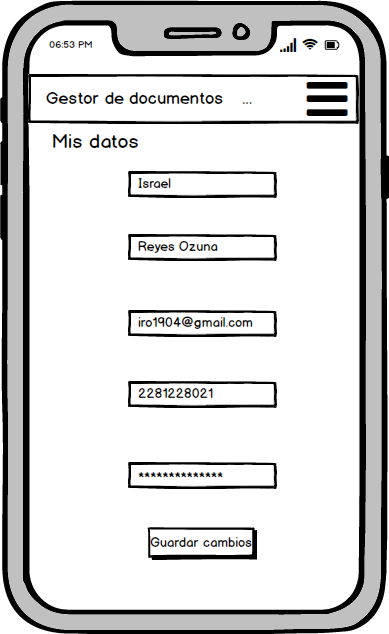 06:53 PM
Gestor de documentos ...
Mis datos
Israel
Reyes Ozuna
iro1904@gmail.com
2281228021
**************
Guardar cambios